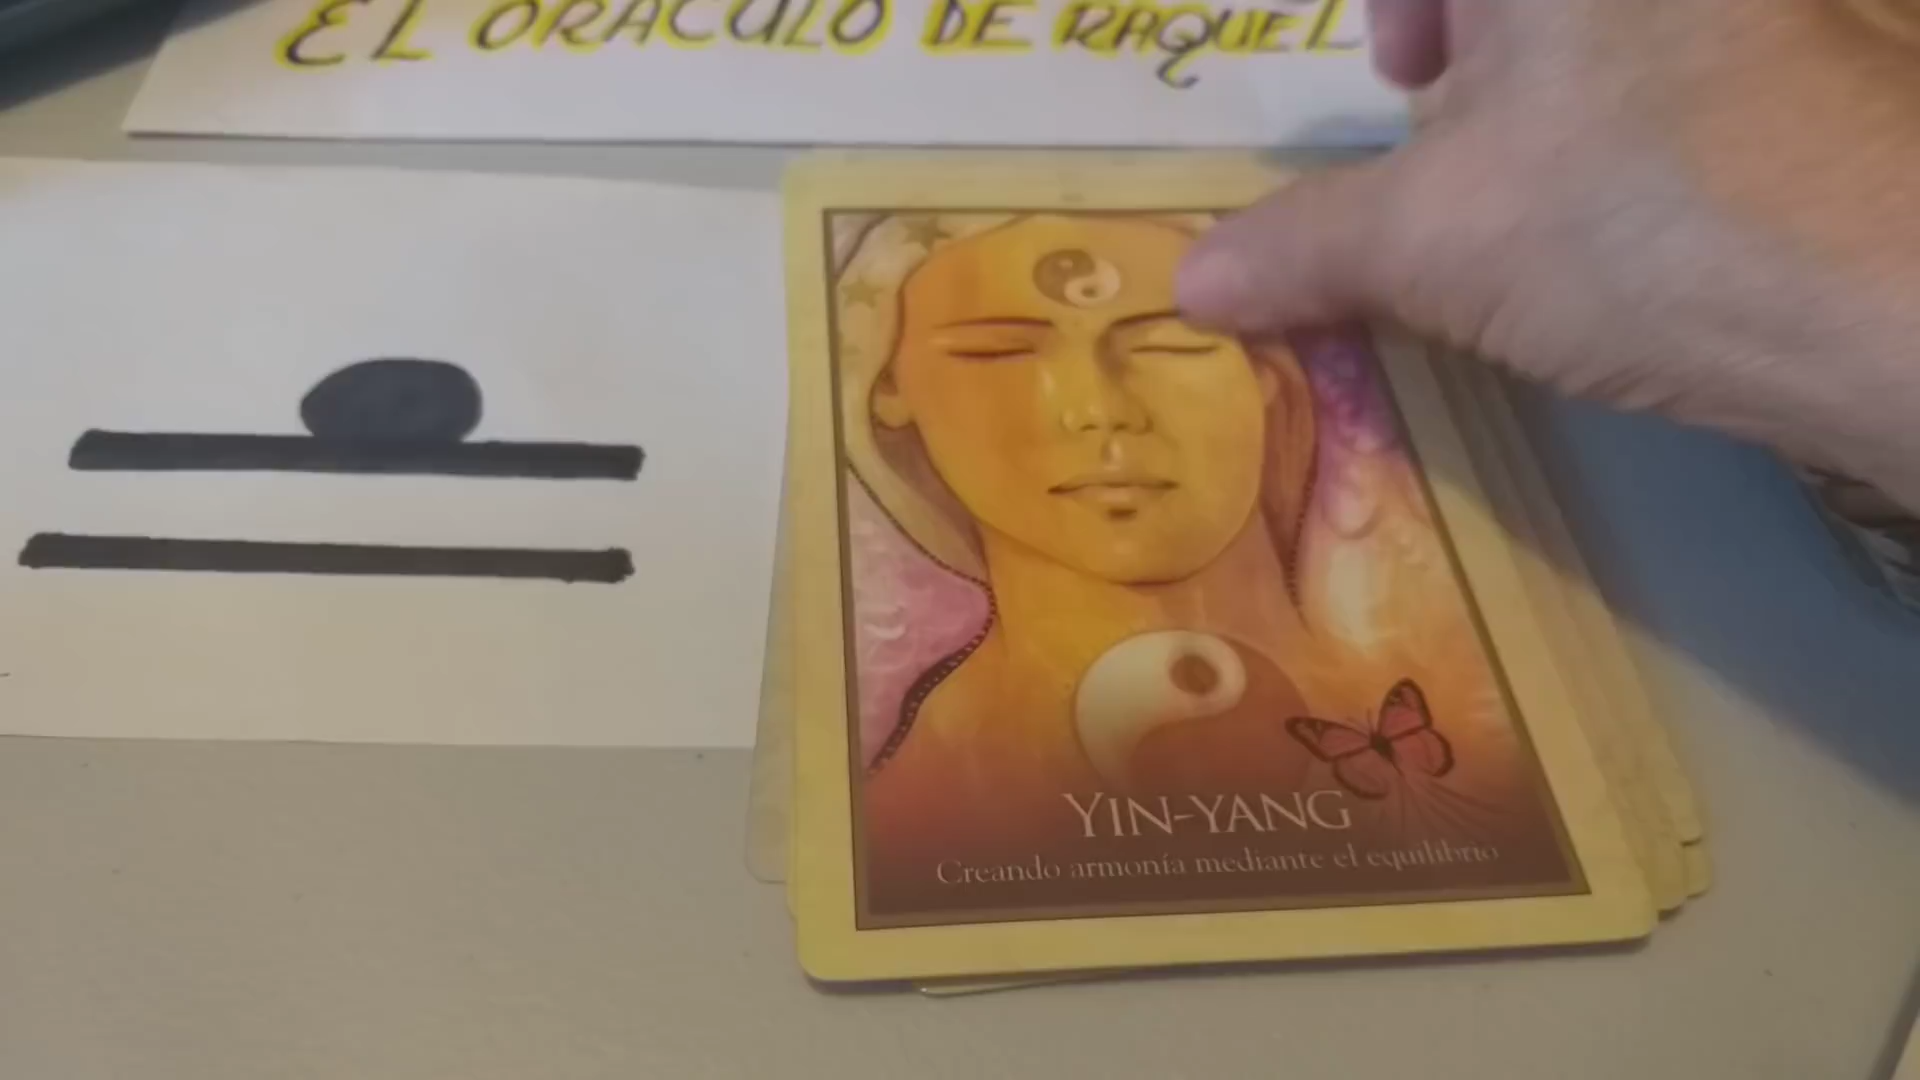 EL ORACULO DE RAQUEL
YIN-YANG
Creando armonía mediante el equilibrio